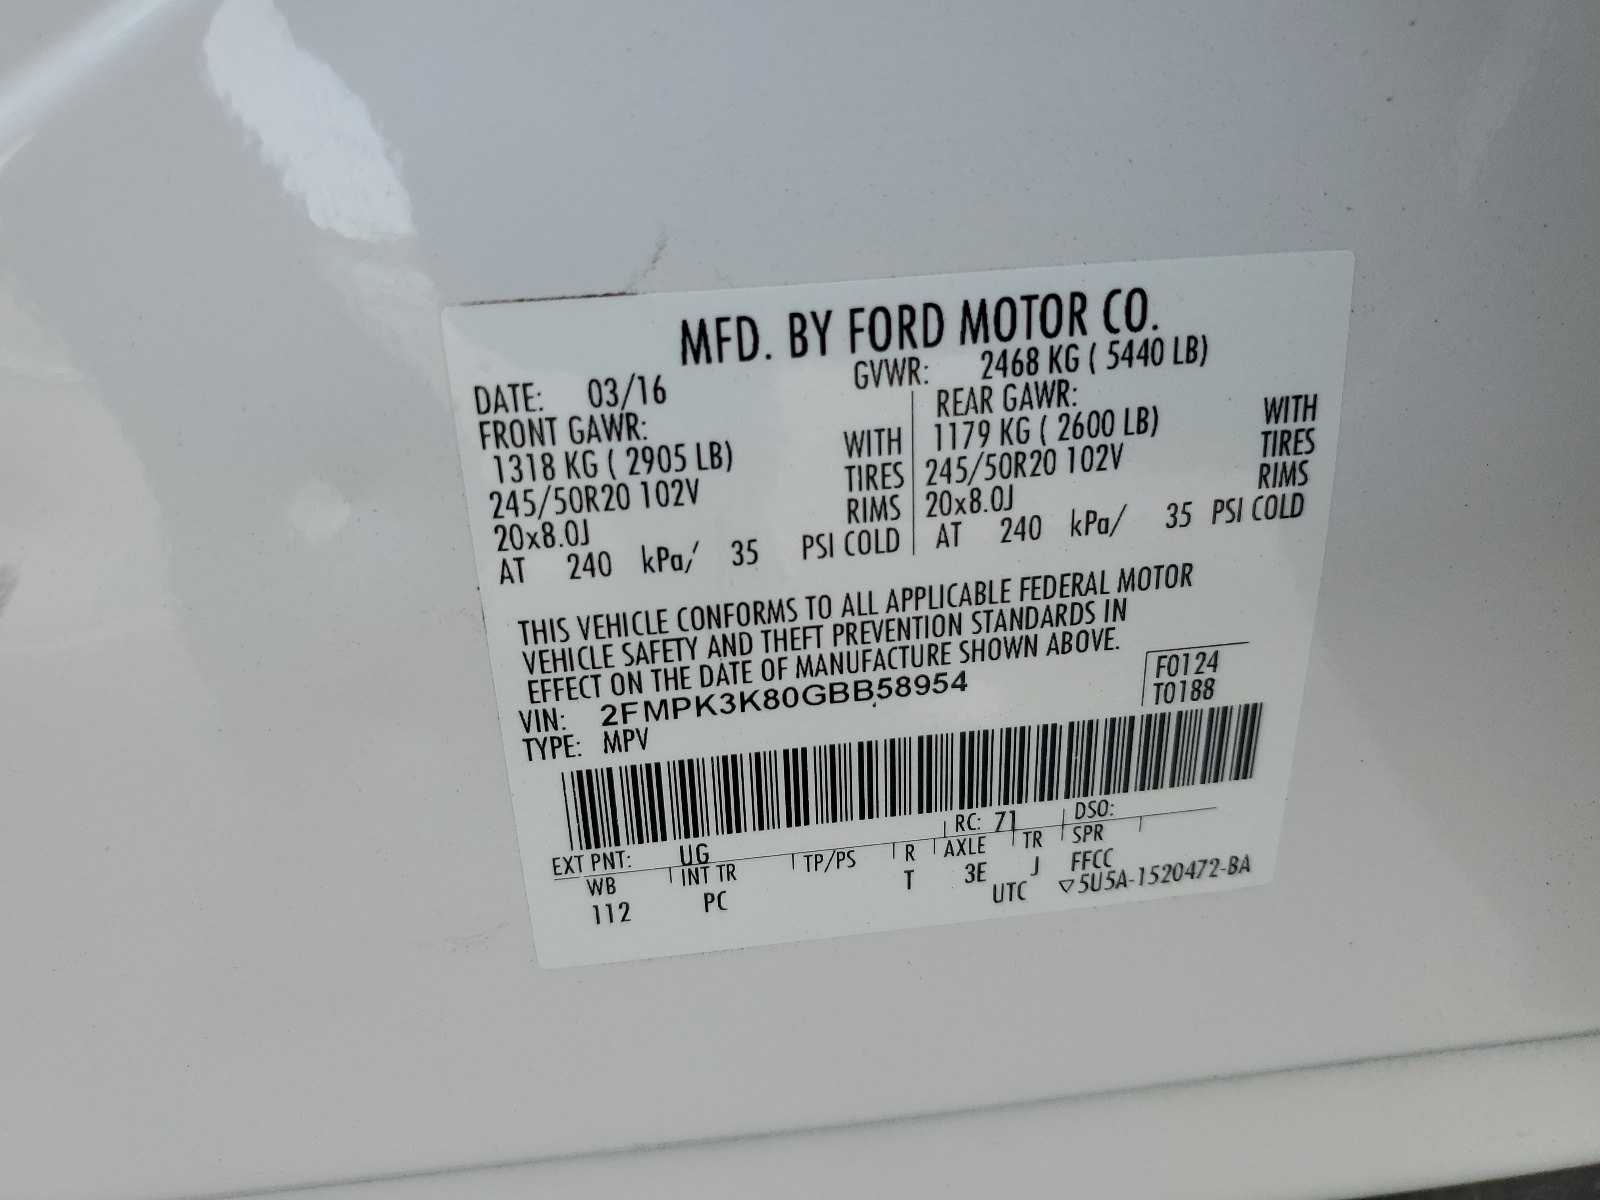 MFD. BY FORD MOTOR CO.
DATE: 03/16 GVWR: 2468 KG ( 5440 LB)
FRONT GAWR: REAR GAWR:
1318 KG ( 2905 LB) WITH 1179 KG ( 2600 LB) WITH
245/50R20 102V TIRES 245/50R20 102V TIRES
20x8.0J RIMS 20x8.0J RIMS
AT 240 kPa/ 35 PSI COLD AT 240 kPa/ 35 PSI COLD
THIS VEHICLE CONFORMS TO ALL APPLICABLE FEDERAL MOTOR
VEHICLE SAFETY AND THEFT PREVENTION STANDARDS IN
EFFECT ON THE DATE OF MANUFACTURE SHOWN ABOVE.
VIN: 2FMPK3K80GBB58954 F0124
TYPE: MPV T0188
EXT PNT: UG RC: 71 DSO:
WB INT TR TP/PS R AXLE TR SPR
112 PC T 3E J FFCC
UTC ▽5U5A-1520472-BA